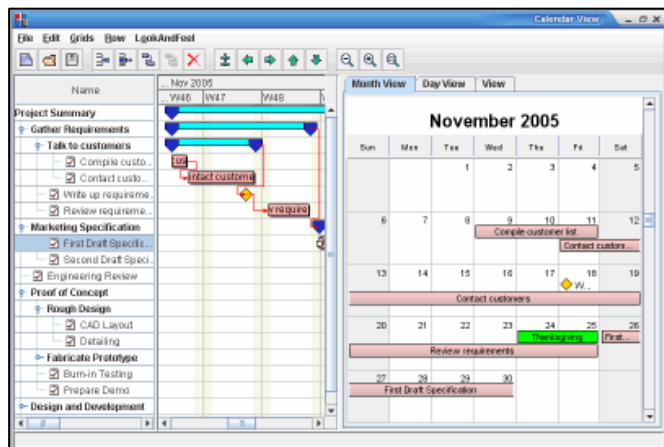 Calendar View
File Edit Grids Row LookAndFeel
Name
... Nov 2005
...W46 W47 W48
Project Summary
Gather Requirements
Talk to customers
Compile custo...
Contact custo...
Write up requireme...
Review requireme...
Marketing Specification
First Draft Specific...
Second Draft Speci...
Engineering Review
Proof of Concept
Rough Design
CAD Layout
Detailing
Fabricate Prototype
Burn-in Testing
Prepare Demo
Design and Development
Month View Day View View
November 2005
Sun Mon Tue Wed Thu Fri Sat
1 2 3 4 5
6 7 8 9 10 11 12
Compile customer list
Contact custom...
13 14 15 16 17 18 19
W...
Contact customers
20 21 22 23 24 25 26
Thanksgiving First...
Review requirements
27 28 29 30
First Draft Specification